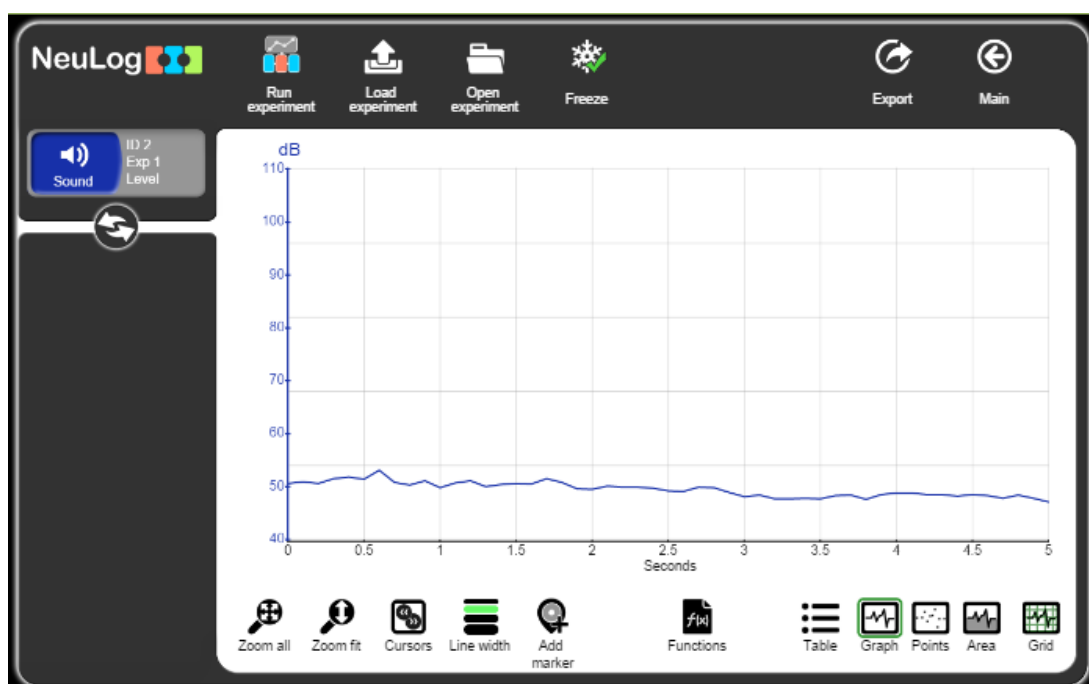 NeuLog
Run
experiment
Load
experiment
Open
experiment
Freeze
Export
Main
Sound
ID 2
Exp 1
Level
dB
110
100
90
80
70
60
50
40
0
0.5
1
1.5
2
2.5
3
3.5
4
4.5
5
Seconds
Zoom all
Zoom fit
Cursors
Line width
Add
marker
f(x)
Functions
Table
Graph
Points
Area
Grid